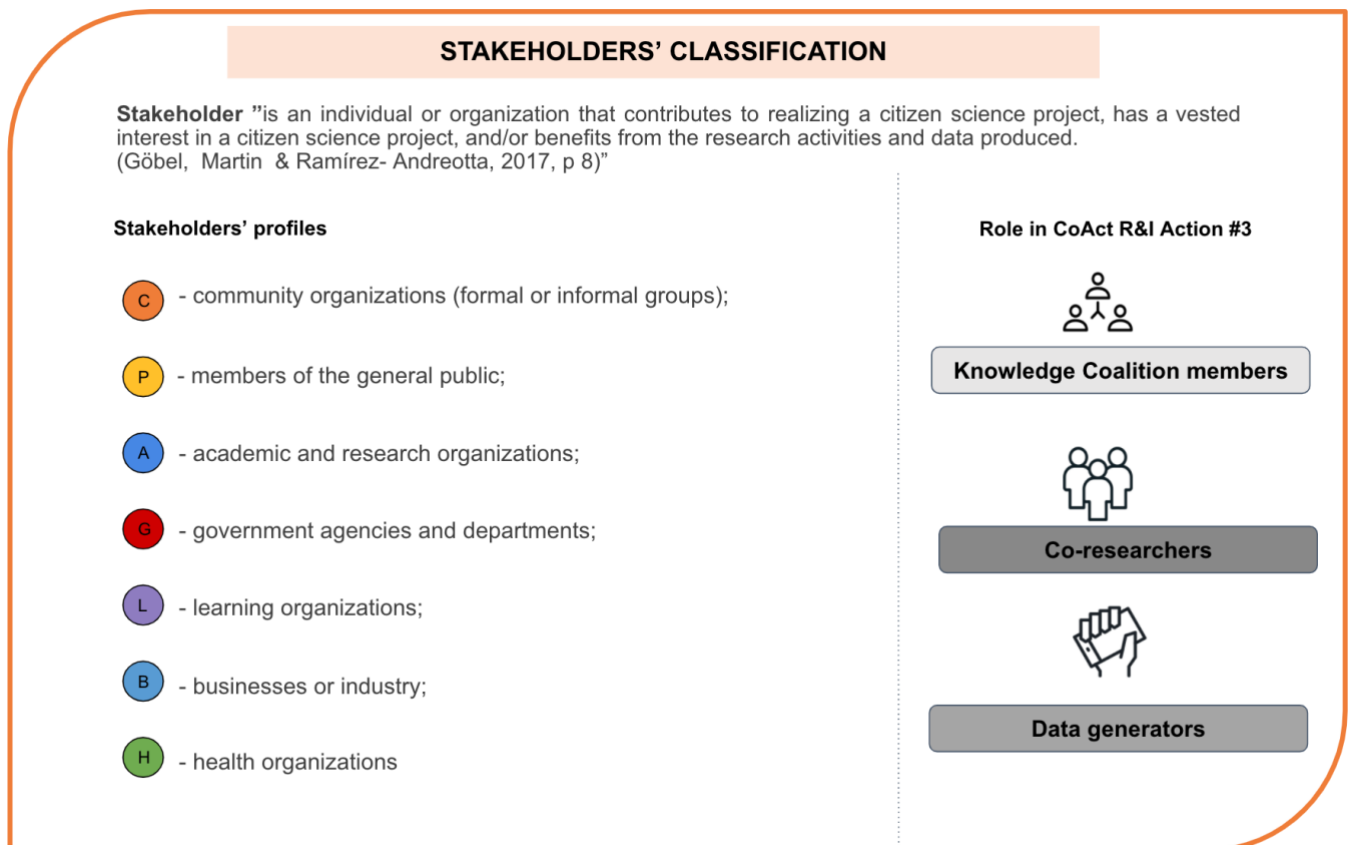 STAKEHOLDERS’ CLASSIFICATION
Stakeholder ”is an individual or organization that contributes to realizing a citizen science project, has a vested
interest in a citizen science project, and/or benefits from the research activities and data produced.
(Göbel, Martin & Ramírez- Andreotta, 2017, p 8)”
Stakeholders’ profiles
C - community organizations (formal or informal groups);
P - members of the general public;
A - academic and research organizations;
G - government agencies and departments;
L - learning organizations;
B - businesses or industry;
H - health organizations
Role in CoAct R&I Action #3
Knowledge Coalition members
Co-researchers
Data generators